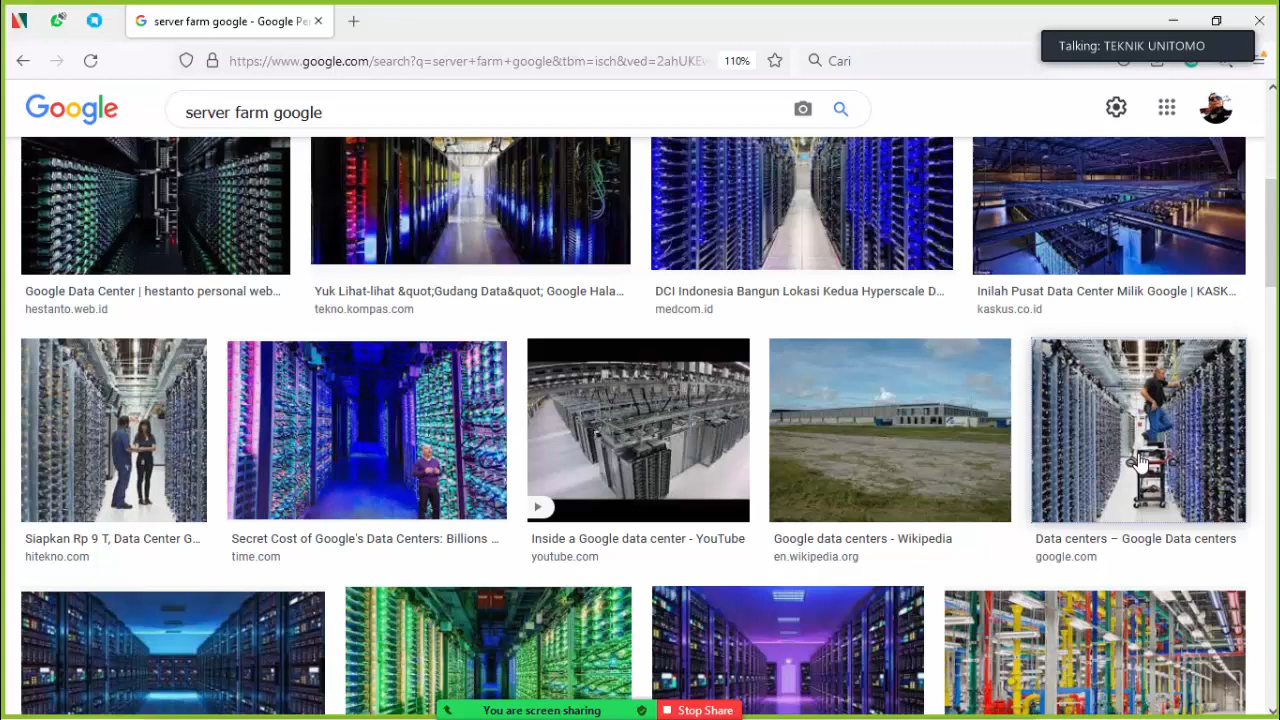 server farm google - Google Pe
Talking: TEKNIK UNITOMO
https://www.google.com/search?q=server+farm+google&tbm=isch&ved=2ahUKE
110%
Cari
Google
server farm google
Google Data Center | hestanto personal web...
hestanto.web.id
Yuk Lihat-lihat &quot;Gudang Data&quot; Google Hala...
tekno.kompas.com
DCI Indonesia Bangun Lokasi Kedua Hyperscale D...
medcom.id
Inilah Pusat Data Center Milik Google | KASK...
kaskus.co.id
Siapkan Rp 9 T, Data Center G...
hitekno.com
Secret Cost of Google's Data Centers: Billions ...
time.com
Inside a Google data center - YouTube
youtube.com
Google data centers - Wikipedia
en.wikipedia.org
Data centers – Google Data centers
google.com
You are screen sharing
Stop Share